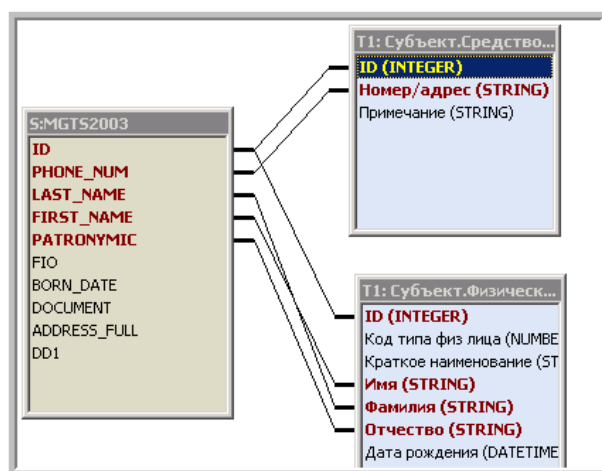 T1: Субъект.Средство...
ID (INTEGER)
Номер/адрес (STRING)
Примечание (STRING)
S:MGTS2003
ID
PHONE_NUM
LAST_NAME
FIRST_NAME
PATRONYMIC
FIO
BORN_DATE
DOCUMENT
ADDRESS_FULL
DD1
T1: Субъект.Физическ...
ID (INTEGER)
Код типа физ лица (NUMBE
Краткое наименование (ST
Имя (STRING)
Фамилия (STRING)
Отчество (STRING)
Дата рождения (DATETIME